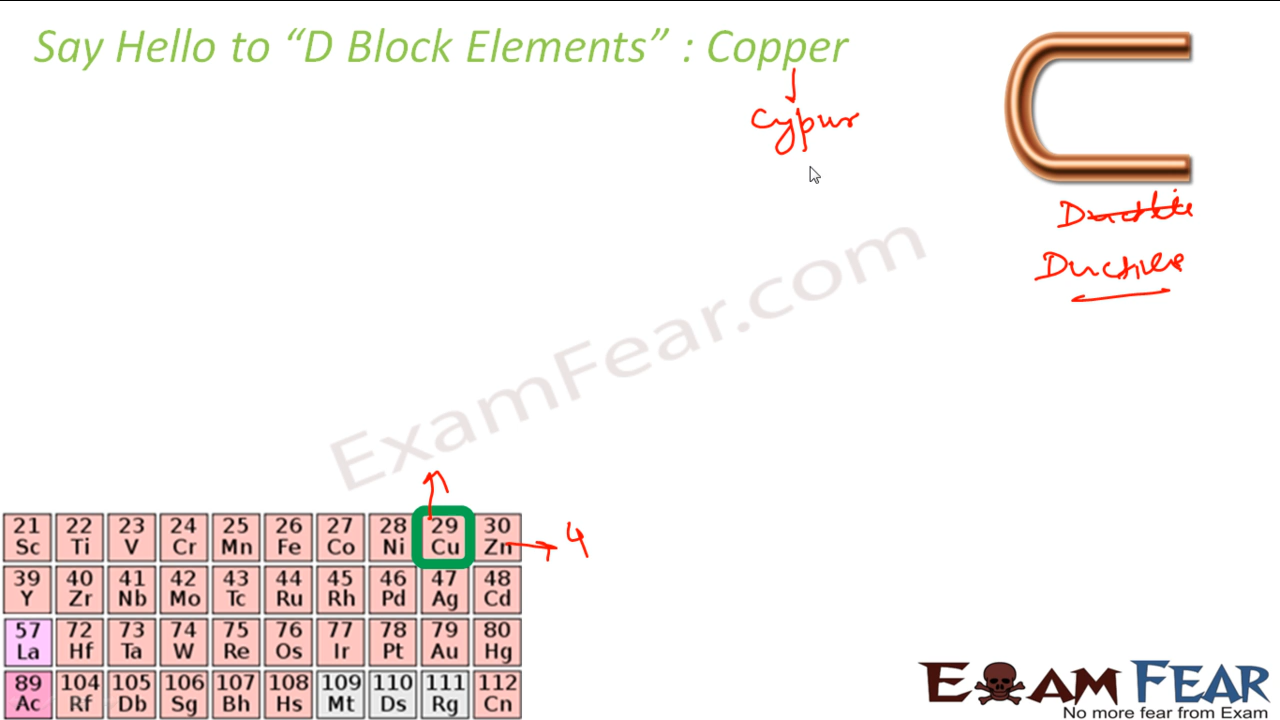 Say Hello to “D Block Elements” : Copper
Cypur
Ductile
ExamFear.com
4
21 22 23 24 25 26 27 28 29 30
Sc Ti V Cr Mn Fe Co Ni Cu Zn
39 40 41 42 43 44 45 46 47 48
Y Zr Nb Mo Tc Ru Rh Pd Ag Cd
57 72 73 74 75 76 77 78 79 80
La Hf Ta W Re Os Ir Pt Au Hg
89 104 105 106 107 108 109 110 111 112
Ac Rf Db Sg Bh Hs Mt Ds Rg Cn
EXAM FEAR
No more fear from Exam